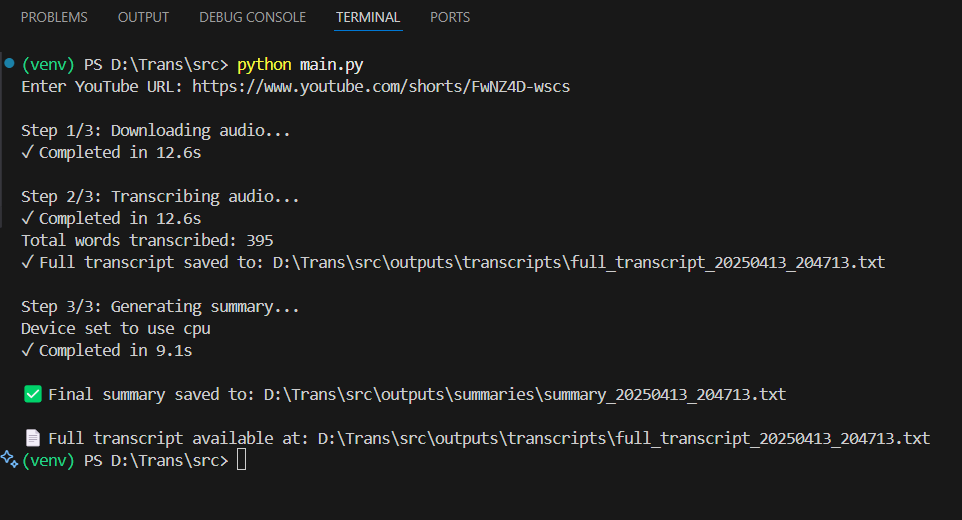 PROBLEMS OUTPUT DEBUG CONSOLE TERMINAL PORTS
(venv) PS D:\Trans\src> python main.py
Enter YouTube URL: https://www.youtube.com/shorts/FwNZ4D-wscs
Step 1/3: Downloading audio...
✓ Completed in 12.6s
Step 2/3: Transcribing audio...
✓ Completed in 12.6s
Total words transcribed: 395
✓ Full transcript saved to: D:\Trans\src\outputs\transcripts\full_transcript_20250413_204713.txt
Step 3/3: Generating summary...
Device set to use cpu
✓ Completed in 9.1s
✅ Final summary saved to: D:\Trans\src\outputs\summaries\summary_20250413_204713.txt
📄 Full transcript available at: D:\Trans\src\outputs\transcripts\full_transcript_20250413_204713.txt
(venv) PS D:\Trans\src>